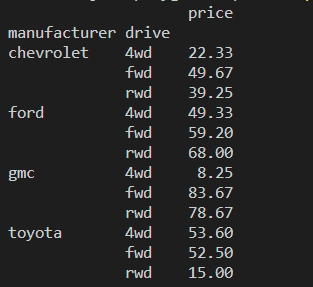 price
manufacturer drive
chevrolet 4wd 22.33
fwd 49.67
rwd 39.25
ford 4wd 49.33
fwd 59.20
rwd 68.00
gmc 4wd 8.25
fwd 83.67
rwd 78.67
toyota 4wd 53.60
fwd 52.50
rwd 15.00